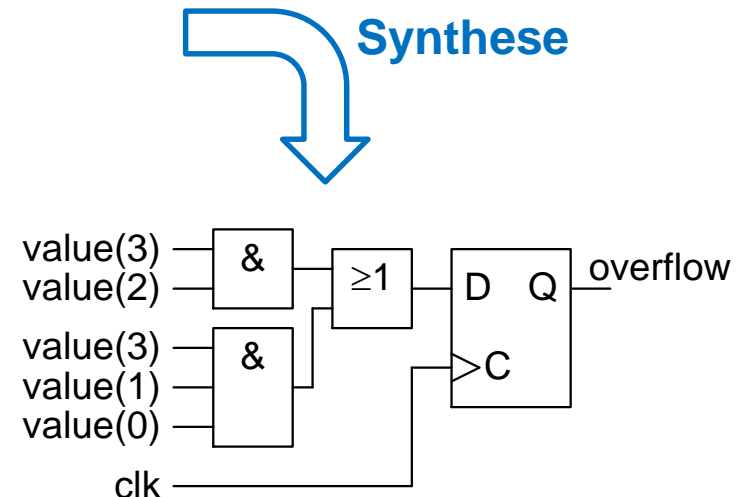 Synthese
value(3)
value(2)
&
≥1
D Q
overflow
value(3)
value(1)
value(0)
&
C
clk